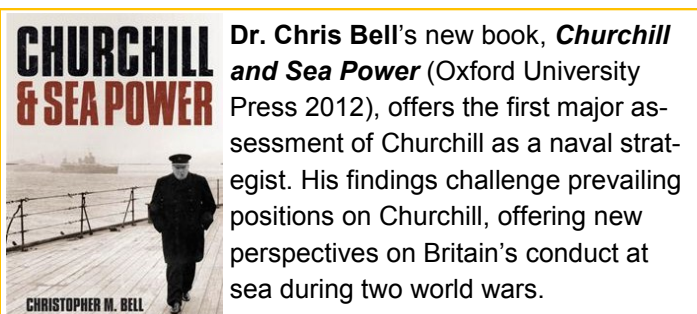 CHURCHILL
& SEA POWER
CHRISTOPHER M. BELL
Dr. Chris Bell's new book, Churchill
and Sea Power (Oxford University
Press 2012), offers the first major as-
sessment of Churchill as a naval strat-
egist. His findings challenge prevailing
positions on Churchill, offering new
perspectives on Britain's conduct at
sea during two world wars.